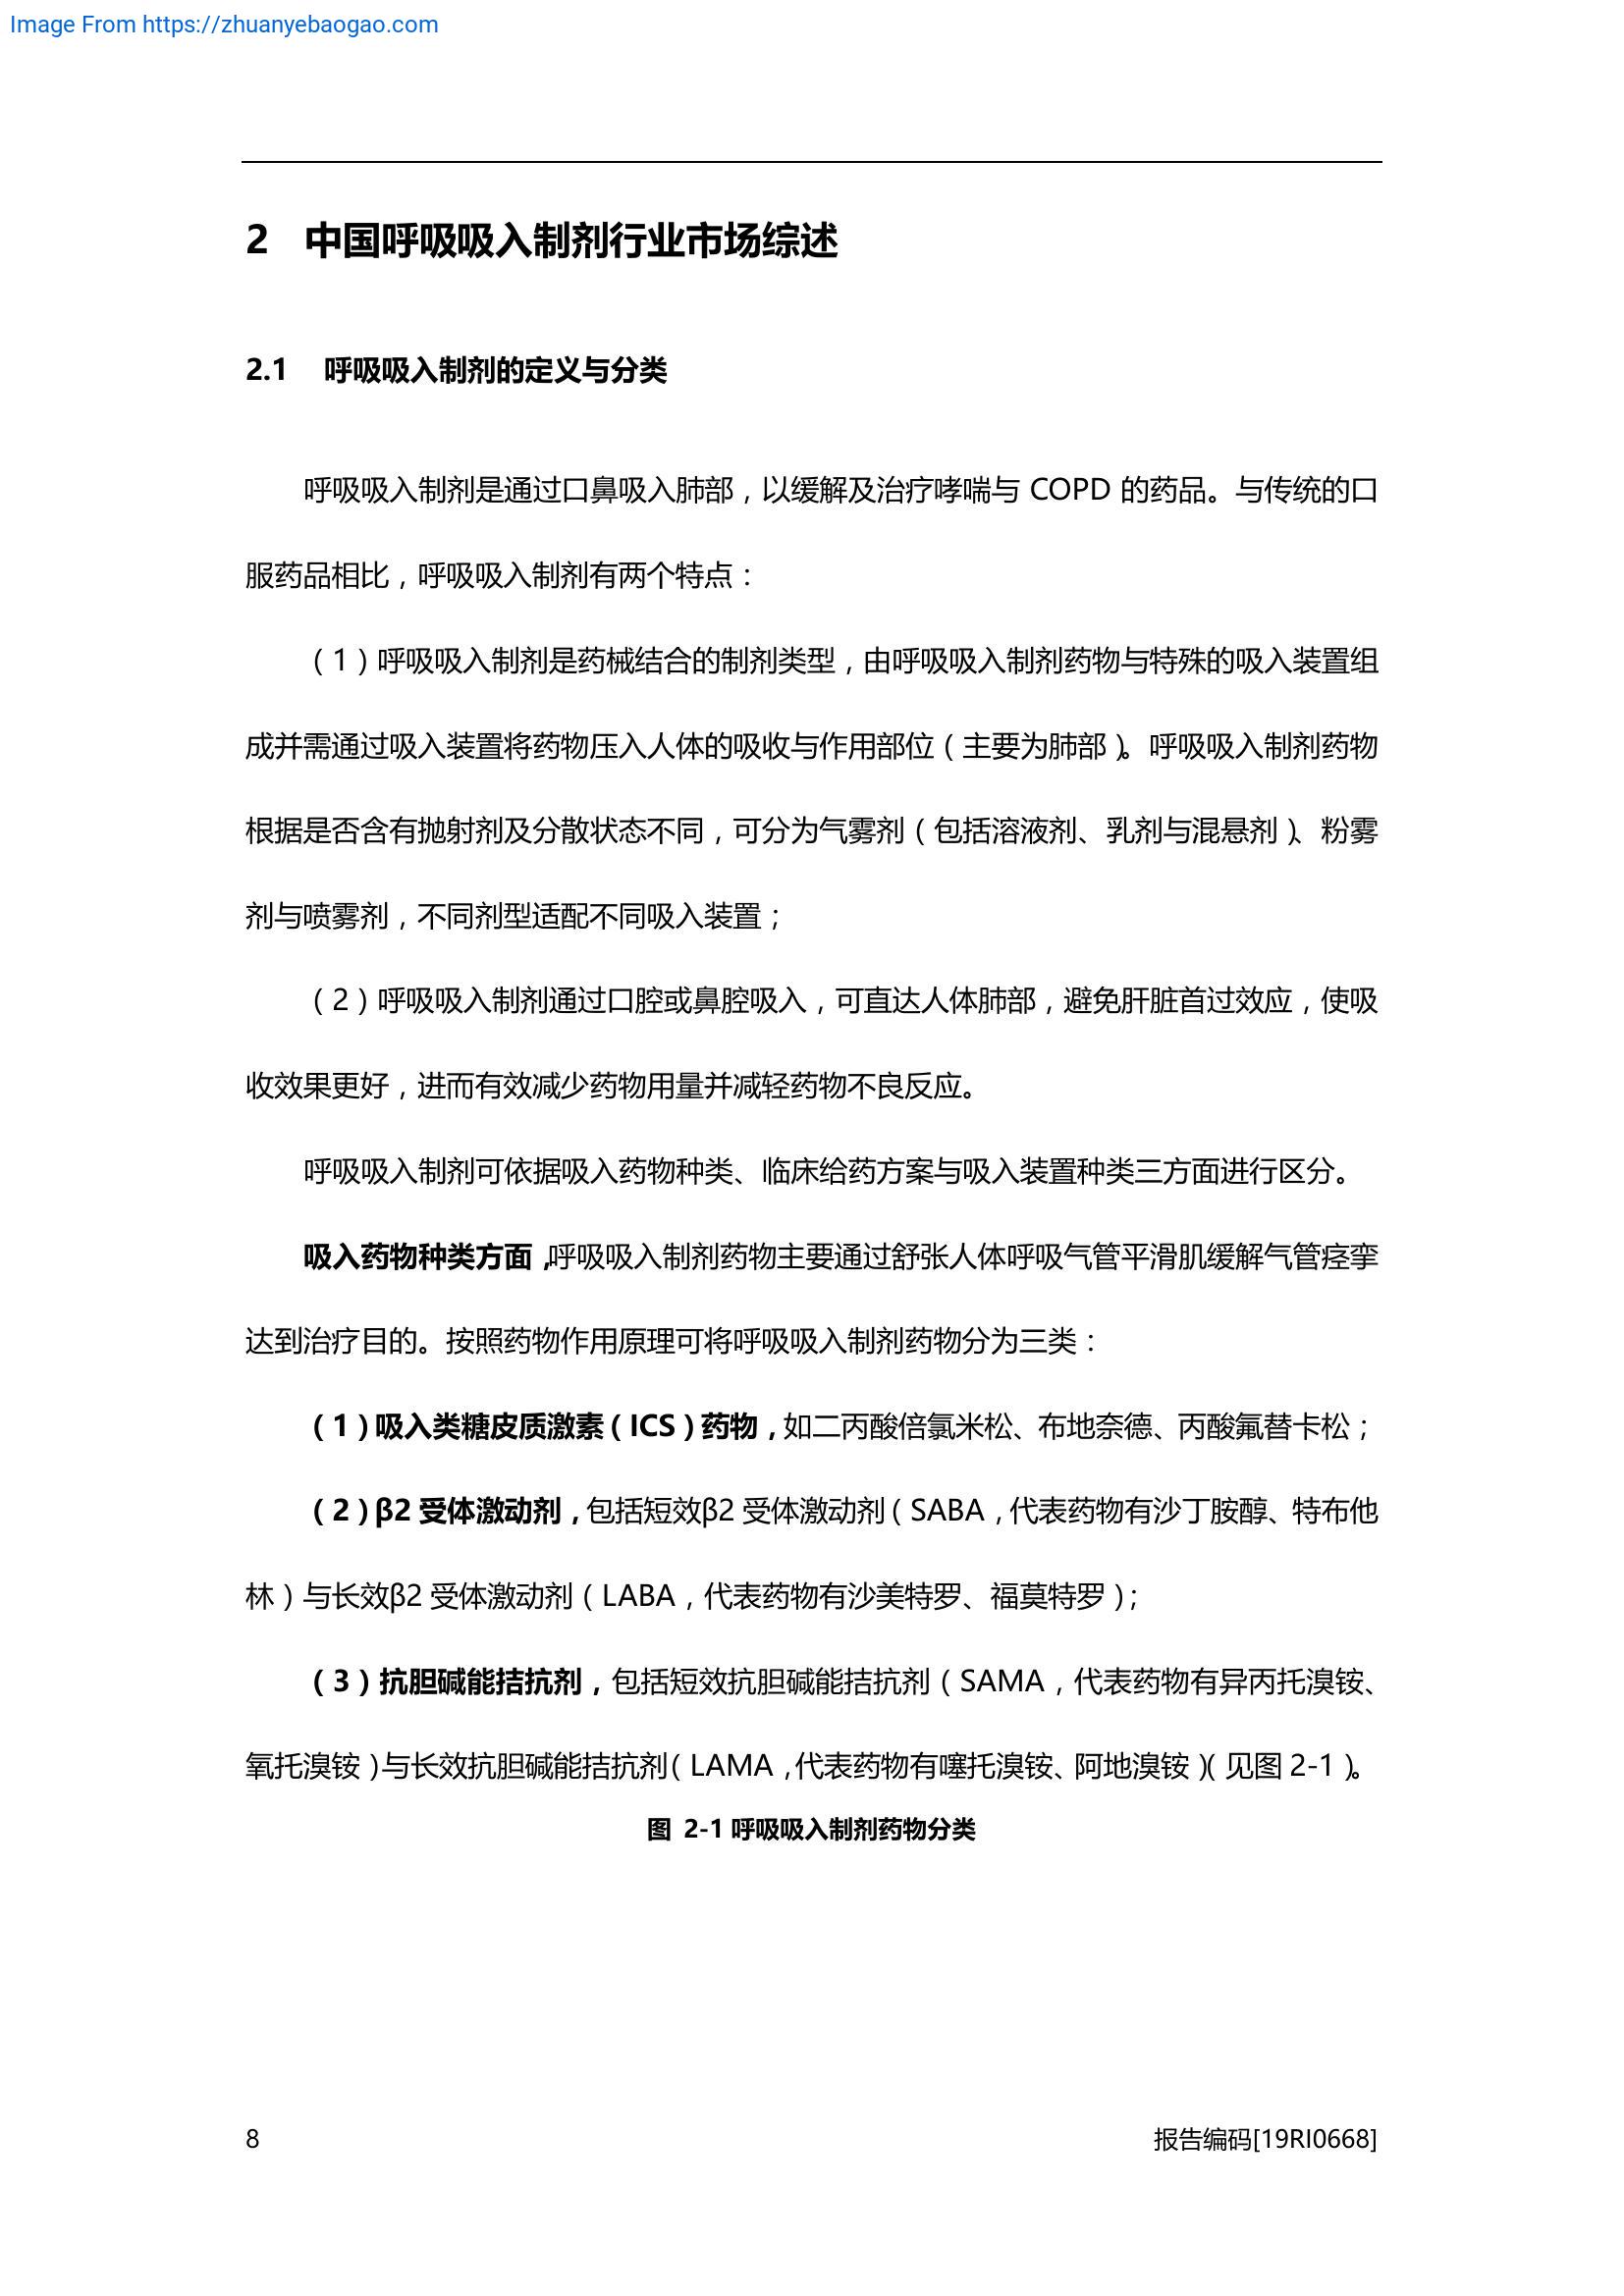 Image From https://zhuanyebaogao.com
2 中国呼吸吸入制剂行业市场综述
2.1 呼吸吸入制剂的定义与分类
呼吸吸入制剂是通过口鼻吸入肺部，以缓解及治疗哮喘与 COPD 的药品。与传统的口
服药品相比，呼吸吸入制剂有两个特点：
（1）呼吸吸入制剂是药械结合的制剂类型，由呼吸吸入制剂药物与特殊的吸入装置组
成并需通过吸入装置将药物压入人体的吸收与作用部位（主要为肺部）。呼吸吸入制剂药物
根据是否含有抛射剂及分散状态不同，可分为气雾剂（包括溶液剂、乳剂与混悬剂）、粉雾
剂与喷雾剂，不同剂型适配不同吸入装置；
（2）呼吸吸入制剂通过口腔或鼻腔吸入，可直达人体肺部，避免肝脏首过效应，使吸
收效果更好，进而有效减少药物用量并减轻药物不良反应。
呼吸吸入制剂可依据吸入药物种类、临床给药方案与吸入装置种类三方面进行区分。
吸入药物种类方面，呼吸吸入制剂药物主要通过舒张人体呼吸气管平滑肌缓解气管痉挛
达到治疗目的。按照药物作用原理可将呼吸吸入制剂药物分为三类：
（1）吸入类糖皮质激素（ICS）药物，如二丙酸倍氯米松、布地奈德、丙酸氟替卡松；
（2）β2 受体激动剂，包括短效β2 受体激动剂（SABA，代表药物有沙丁胺醇、特布他
林）与长效β2 受体激动剂（LABA，代表药物有沙美特罗、福莫特罗）；
（3）抗胆碱能拮抗剂，包括短效抗胆碱能拮抗剂（SAMA，代表药物有异丙托溴铵、
氧托溴铵）与长效抗胆碱能拮抗剂（LAMA，代表药物有噻托溴铵、阿地溴铵）（见图 2-1）。
图 2-1 呼吸吸入制剂药物分类
8 报告编码[19RI0668]